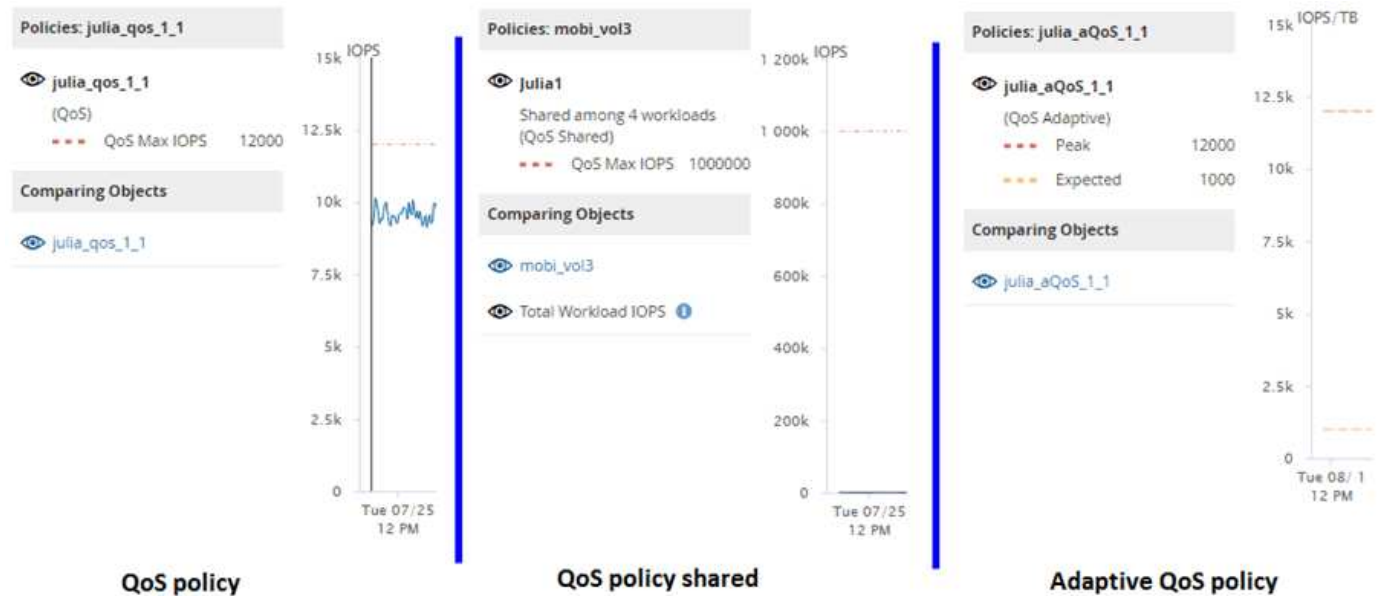 Policies: julia_qos_1_1
julia_qos_1_1
(QoS)
QoS Max IOPS 12000
Comparing Objects
julia_qos_1_1
IOPS
15k
12.5k
10k
7.5k
5k
2.5k
0
Tue 07/25
12 PM
QoS policy
Policies: mobi_vol3
Julia1
Shared among 4 workloads
(QoS Shared)
QoS Max IOPS 1000000
Comparing Objects
mobi_vol3
Total Workload IOPS i
IOPS
1 200k
1 000k
800k
600k
400k
200k
0
Tue 07/25
12 PM
QoS policy shared
Policies: julia_aQoS_1_1
julia_aQoS_1_1
(QoS Adaptive)
Peak 12000
Expected 1000
Comparing Objects
julia_aQoS_1_1
IOPS/TB
15k
12.5k
10k
7.5k
5k
2.5k
0
Tue 08/ 1
12 PM
Adaptive QoS policy